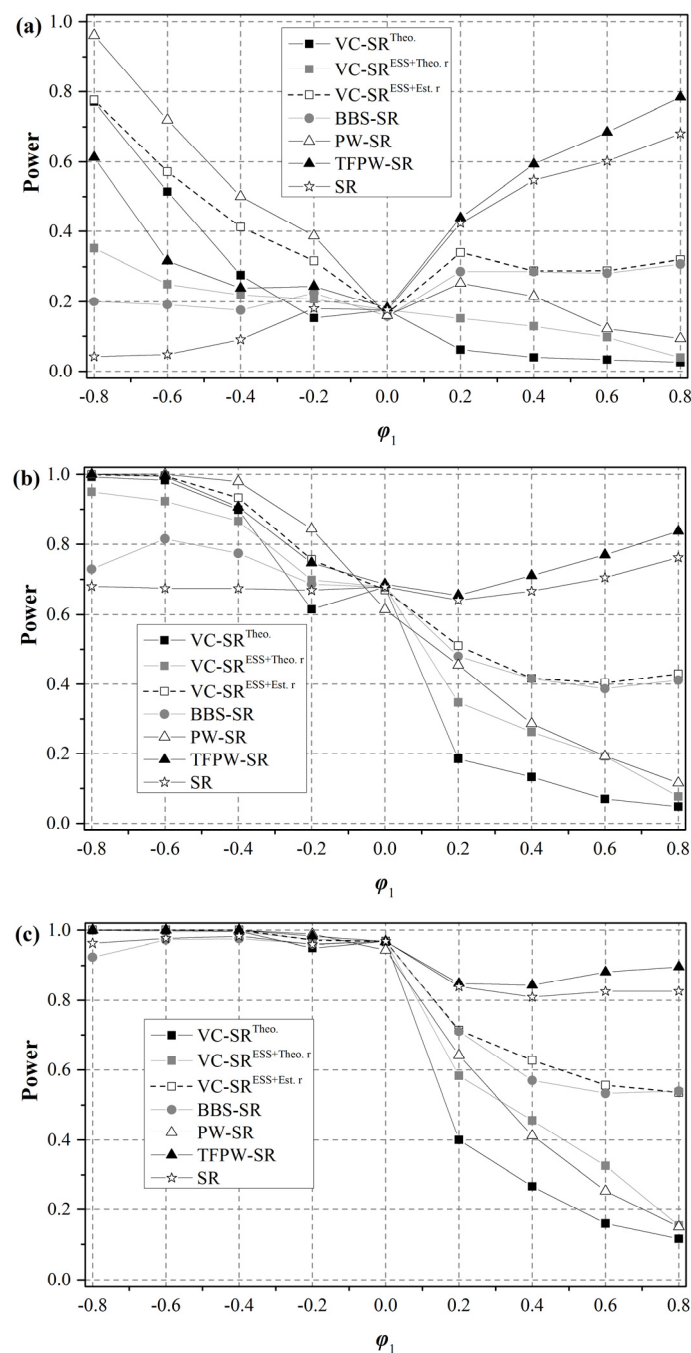 (a)
1.0
0.8
0.6
0.4
0.2
0.0
Power
VC-SR^Theo.
VC-SR^ESS+Theo. r
VC-SR^ESS+Est. r
BBS-SR
PW-SR
TFPW-SR
SR
-0.8 -0.6 -0.4 -0.2 0.0 0.2 0.4 0.6 0.8
φ1
(b)
1.0
0.8
0.6
0.4
0.2
0.0
Power
VC-SR^Theo.
VC-SR^ESS+Theo. r
VC-SR^ESS+Est. r
BBS-SR
PW-SR
TFPW-SR
SR
-0.8 -0.6 -0.4 -0.2 0.0 0.2 0.4 0.6 0.8
φ1
(c)
1.0
0.8
0.6
0.4
0.2
0.0
Power
VC-SR^Theo.
VC-SR^ESS+Theo. r
VC-SR^ESS+Est. r
BBS-SR
PW-SR
TFPW-SR
SR
-0.8 -0.6 -0.4 -0.2 0.0 0.2 0.4 0.6 0.8
φ1